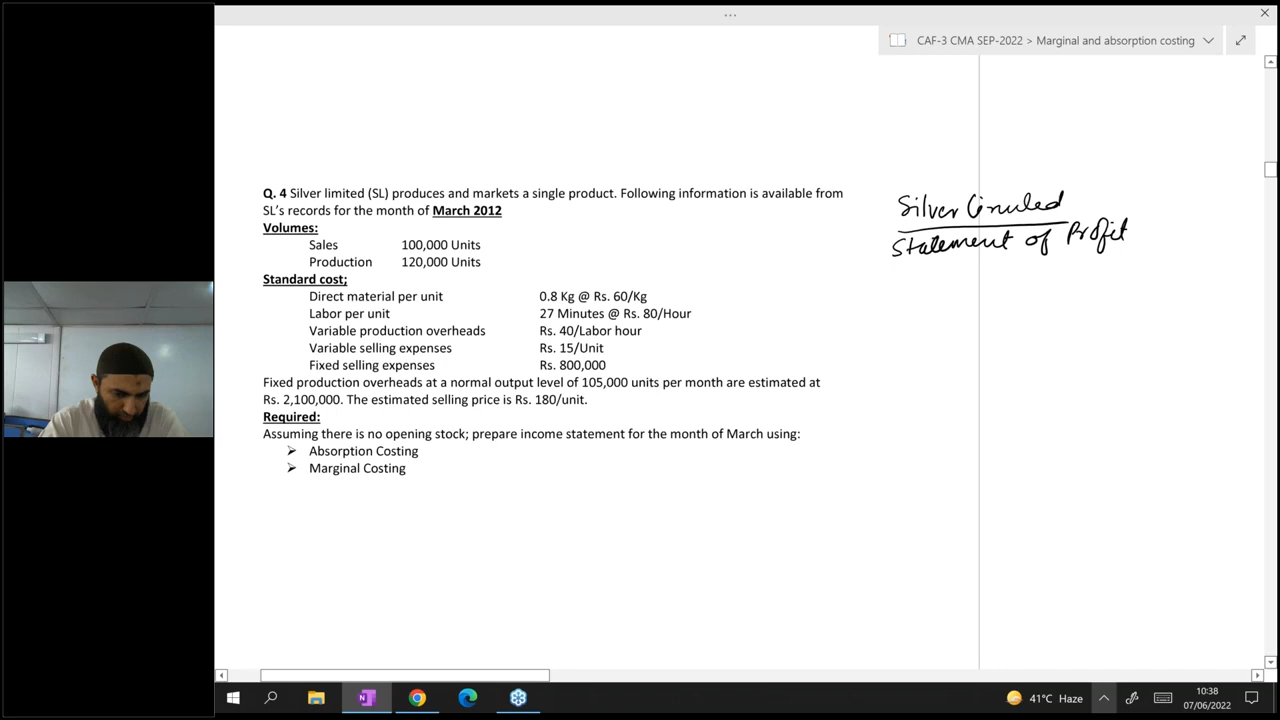 CAF-3 CMA SEP-2022 > Marginal and absorption costing
Q. 4 Silver limited (SL) produces and markets a single product. Following information is available from
SL's records for the month of March 2012
Volumes:
Sales 100,000 Units
Production 120,000 Units
Standard cost;
Direct material per unit 0.8 Kg @ Rs. 60/Kg
Labor per unit 27 Minutes @ Rs. 80/Hour
Variable production overheads Rs. 40/Labor hour
Variable selling expenses Rs. 15/Unit
Fixed selling expenses Rs. 800,000
Fixed production overheads at a normal output level of 105,000 units per month are estimated at
Rs. 2,100,000. The estimated selling price is Rs. 180/unit.
Required:
Assuming there is no opening stock; prepare income statement for the month of March using:
➢ Absorption Costing
➢ Marginal Costing
Silver Limited
Statement of Profit
41°C Haze
10:38
07/06/2022